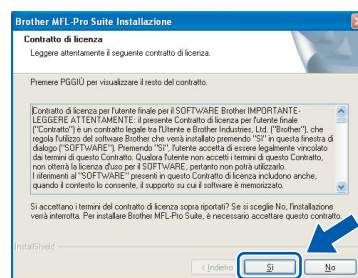 Brother MFL-Pro Suite Installazione
Contratto di licenza
Leggere attentamente il seguente contratto di licenza.
Premere PGGIÙ per visualizzare il resto del contratto.
Contratto di licenza per l'utente finale per il SOFTWARE Brother IMPORTANTE-
LEGGERE ATTENTAMENTE: il presente Contratto di licenza per l'utente finale
("Contratto") è un contratto legale tra l'Utente e Brother Industries, Ltd. ("Brother"), che
regola l'utilizzo del software Brother che verrà installato premendo "Sì" in questa finestra di
dialogo ("SOFTWARE"). Premendo "Sì", l'utente accetta di essere legalmente vincolato
dai termini di questo Contratto. Qualora l'utente non accetti i termini di questo Contratto,
non otterrà la licenza d'uso per il SOFTWARE, pertanto non potrà utilizzarlo.
I riferimenti al "SOFTWARE" presenti in questo Contratto di licenza includono anche,
quando il contesto lo consente, il supporto su cui il software è memorizzato.
Si accettano i termini del contratto di licenza sopra riportati? Se si sceglie No, l'installazione
verrà interrotta. Per installare Brother MFL-Pro Suite, è necessario accettare questo contratto.
InstallShield
< Indietro Sì No